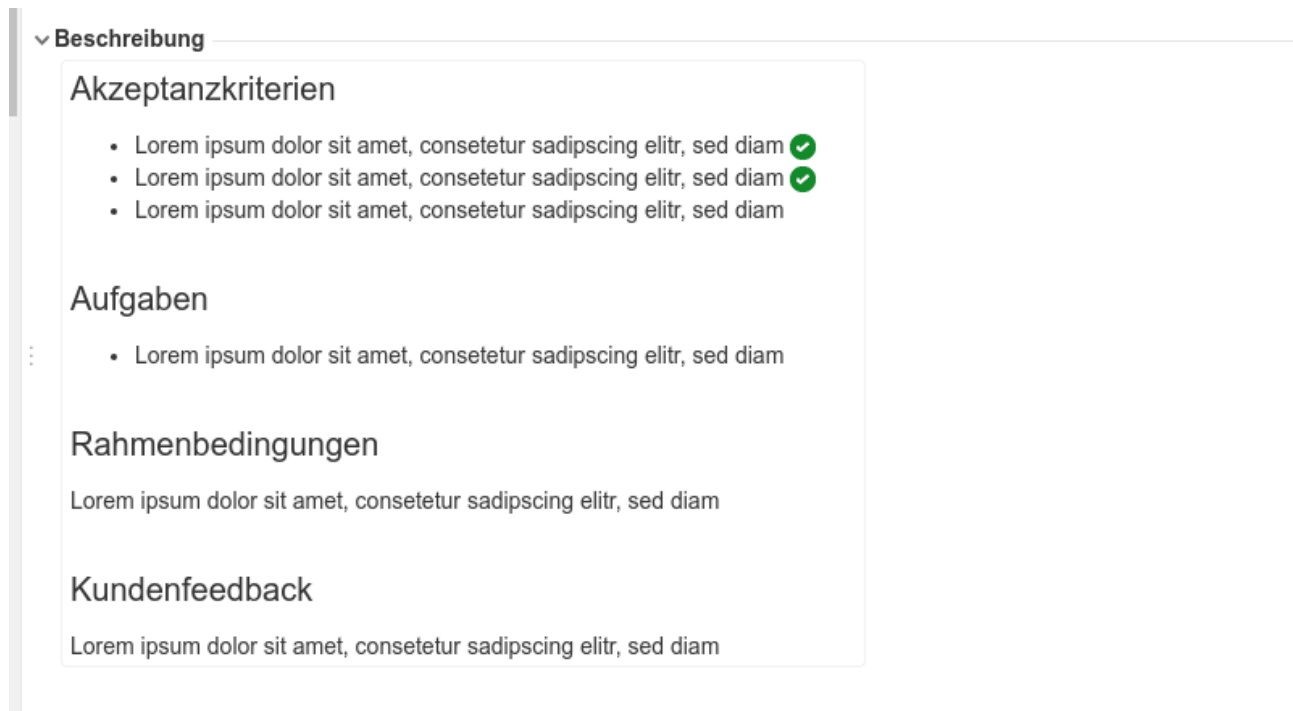 Beschreibung
Akzeptanzkriterien
Lorem ipsum dolor sit amet, consetetur sadipscing elitr, sed diam
Lorem ipsum dolor sit amet, consetetur sadipscing elitr, sed diam
Lorem ipsum dolor sit amet, consetetur sadipscing elitr, sed diam
Aufgaben
Lorem ipsum dolor sit amet, consetetur sadipscing elitr, sed diam
Rahmenbedingungen
Lorem ipsum dolor sit amet, consetetur sadipscing elitr, sed diam
Kundenfeedback
Lorem ipsum dolor sit amet, consetetur sadipscing elitr, sed diam